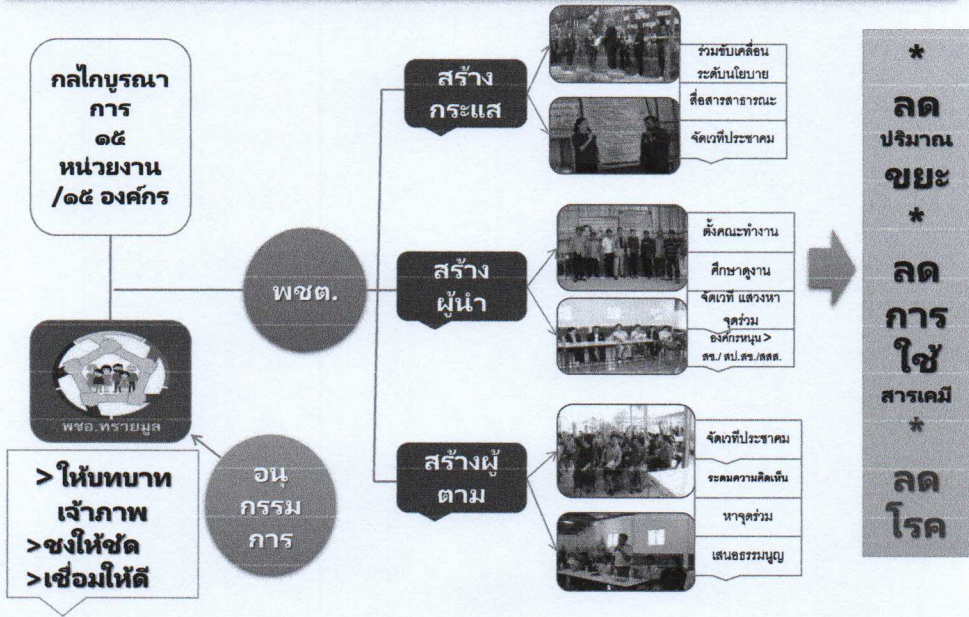 กลไกบูรณา
การ
๑๕
หน่วยงาน
/๑๕ องค์กร
พชอ.ทรายมูล
>ให้บทบาท
เจ้าภาพ
>ชงให้ชัด
>เชื่อมให้ดี
อนุ
กรรม
การ
พชต.
สร้าง
กระแส
ร่วมขับเคลื่อน
ระดับนโยบาย
สื่อสารสาธารณะ
จัดเวทีประชาคม
สร้าง
ผู้นำ
ตั้งคณะทำงาน
ศึกษาดูงาน
จัดเวที แสวงหา
จุดร่วม
องค์กรหนุน>
สช./สป.สช./สสส.
สร้างผู้
ตาม
จัดเวทีประชาคม
ระดมความคิดเห็น
หาจุดร่วม
เสนอธรรมนูญ
*
ลด
ปริมาณ
ขยะ
*
ลด
การ
ใช้
สารเคมี
*
ลด
โรค